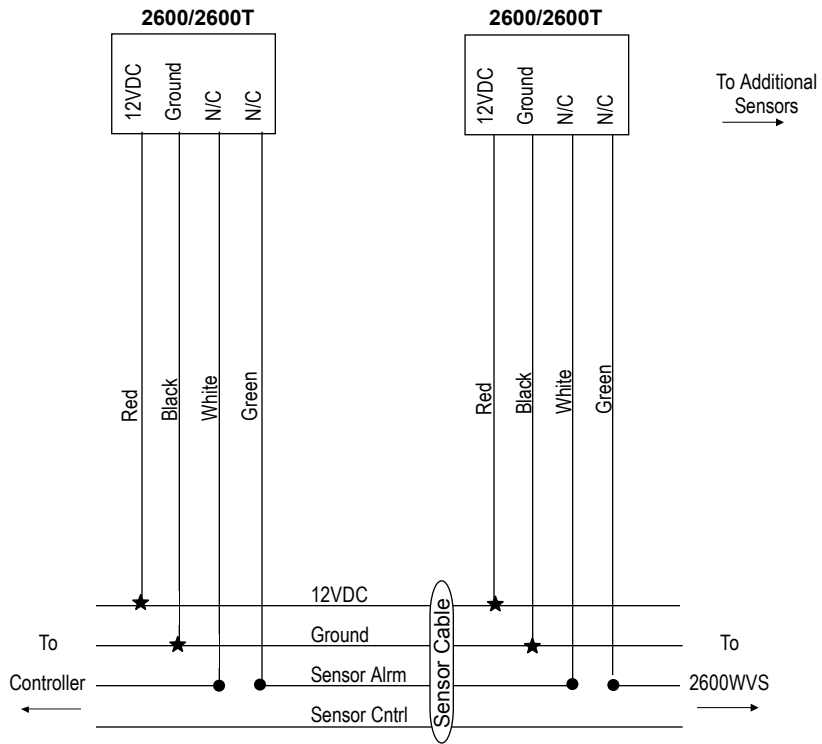 2600/2600T
2600/2600T
12VDC
Ground
N/C
N/C
12VDC
Ground
N/C
N/C
To Additional
Sensors
Red
Black
White
Green
Red
Black
White
Green
12VDC
Ground
Sensor Alrm
Sensor Cntrl
Sensor Cable
To
Controller
To
2600WVS